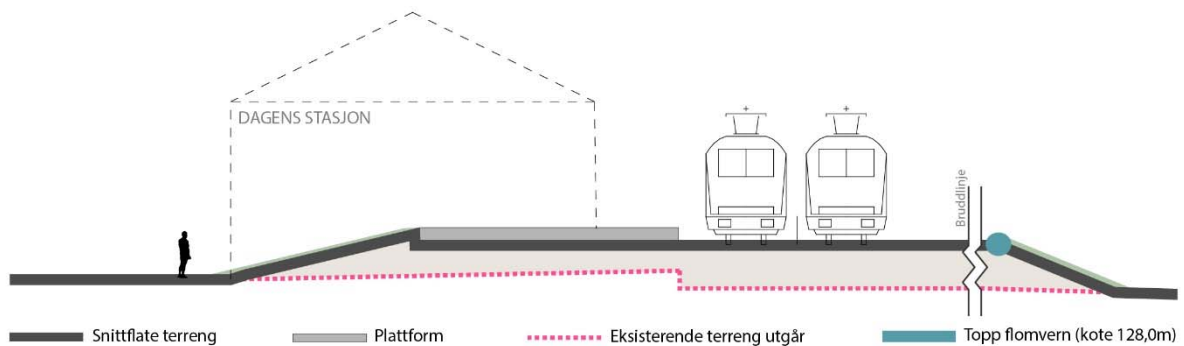 DAGENS STASJON
Bruddlinje
Snittflate terreng
Plattform
Eksisterende terreng utgår
Topp flomvern (kote 128,0m)